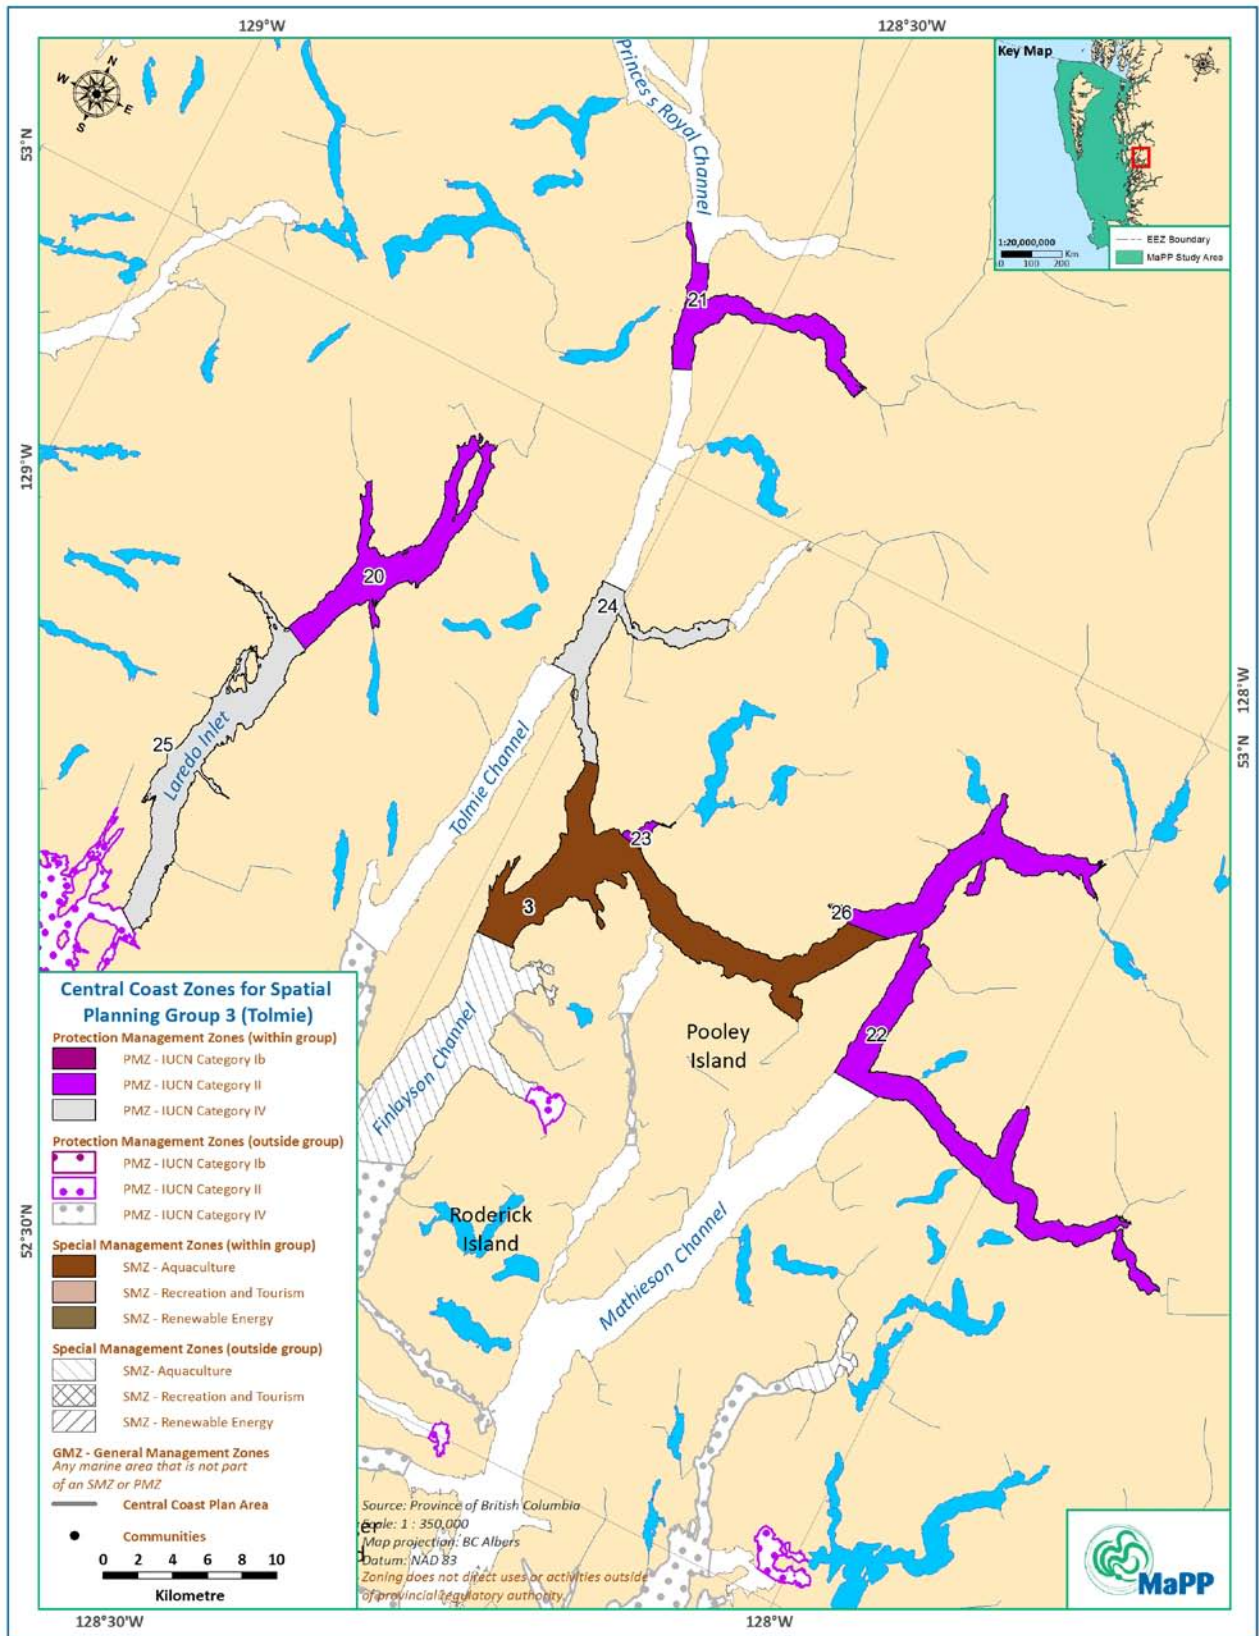 129°W
128°30'W
53°N
N
W
E
S
Princess Royal Channel
Key Map
1:20,000,000
Km
0 100 200
EEZ Boundary
MaPP Study Area
21
129°W
20
24
128°W
53°N
25
Laredo Inlet
Tolmie Channel
23
3
26
22
Pooley
Island
Finlayson Channel
Roderick
Island
Mathieson Channel
52°30'N
Central Coast Zones for Spatial
Planning Group 3 (Tolmie)
Protection Management Zones (within group)
PMZ - IUCN Category Ib
PMZ - IUCN Category II
PMZ - IUCN Category IV
Protection Management Zones (outside group)
PMZ - IUCN Category Ib
PMZ - IUCN Category II
PMZ - IUCN Category IV
Special Management Zones (within group)
SMZ - Aquaculture
SMZ - Recreation and Tourism
SMZ - Renewable Energy
Special Management Zones (outside group)
SMZ- Aquaculture
SMZ - Recreation and Tourism
SMZ - Renewable Energy
GMZ - General Management Zones
Any marine area that is not part
of an SMZ or PMZ
Central Coast Plan Area
Communities
0 2 4 6 8 10
Kilometre
Source: Province of British Columbia
Scale: 1 : 350,000
Map projection: BC Albers
Datum: NAD 83
Zoning does not direct uses or activities outside
of provincial regulatory authority.
MaPP
128°30'W
128°W